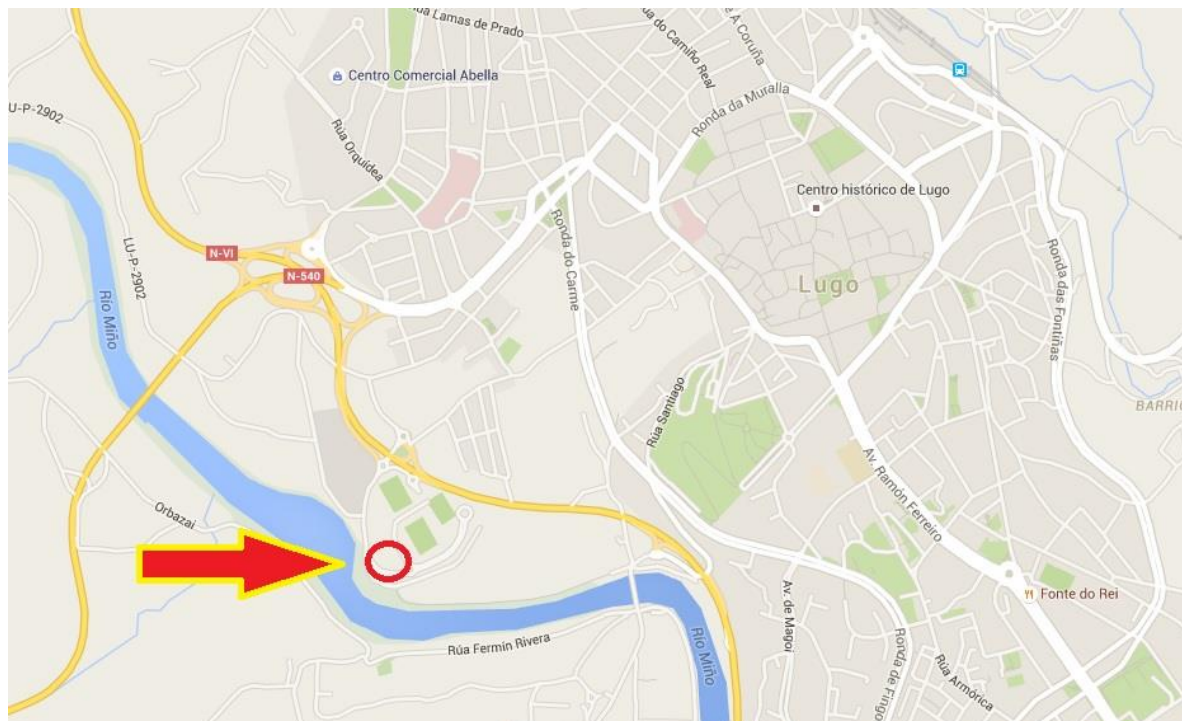 Rúa Lamas de Prado
Rúa do Camiño Real
A Coruña
Centro Comercial Abella
Ronda da Muralla
U-P-2902
Rúa Orquídea
Centro histórico de Lugo
LU-P-2902
N-VI
N-540
Ronda do Carme
Lugo
Ronda das Fontiñas
Río Miño
Rúa Santiago
BARRIO
Av. Ramón Ferreiro
Orbazai
Fonte do Rei
Av. de Magoi
Río Miño
Rúa Fermín Rivera
Ronda de Fingo
Rúa Armórica